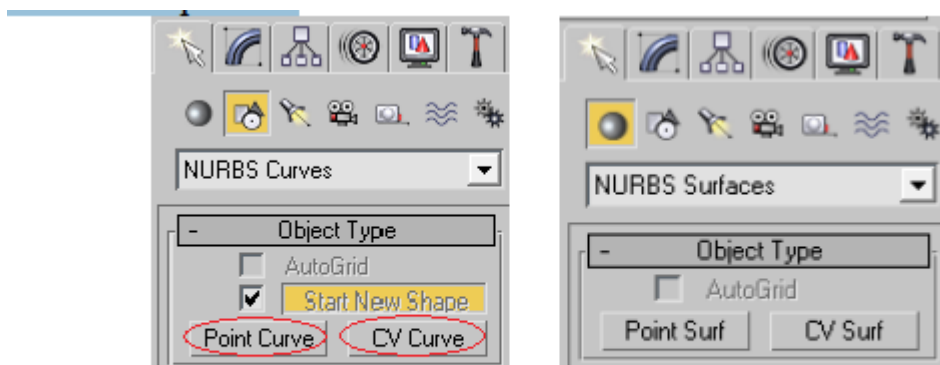 NURBS Curves
- Object Type
AutoGrid
Start New Shape
Point Curve CV Curve
NURBS Surfaces
- Object Type
AutoGrid
Point Surf CV Surf